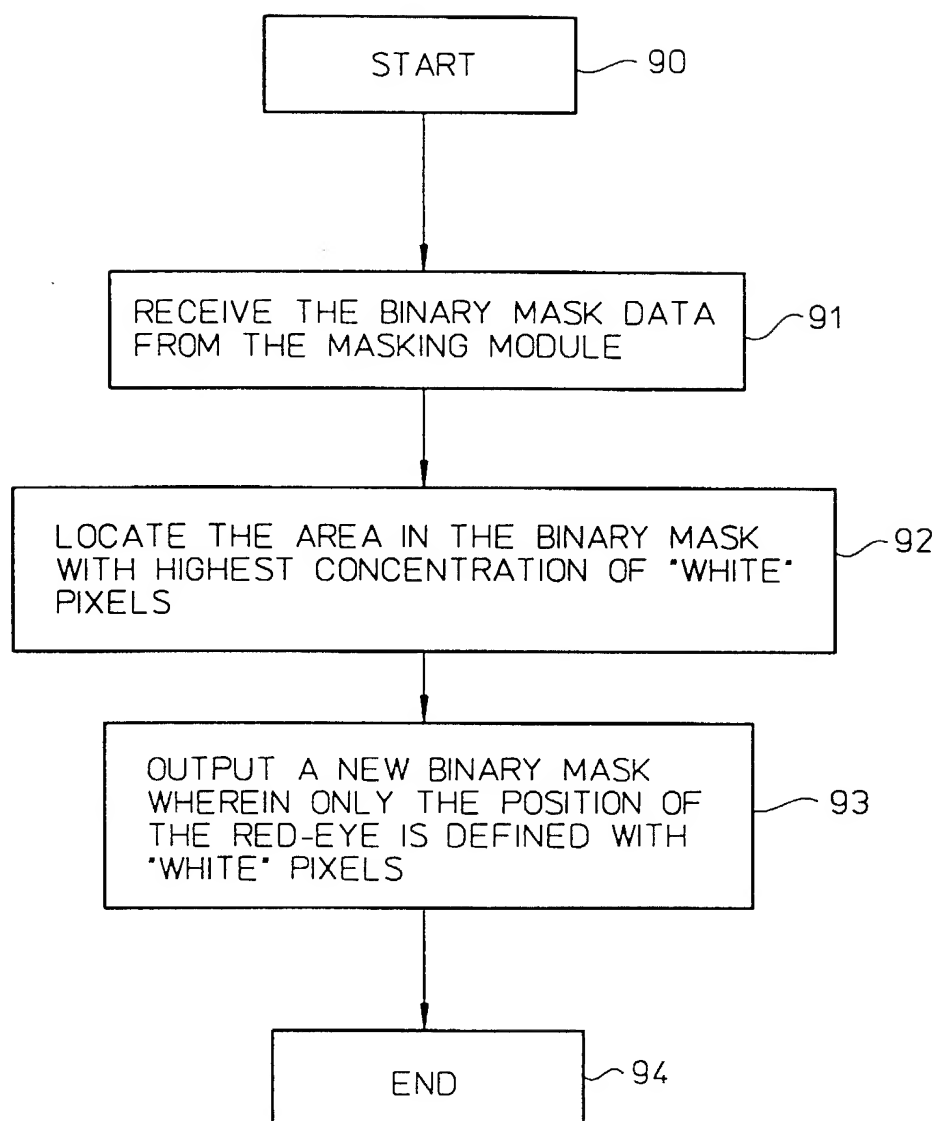 START
90
RECEIVE THE BINARY MASK DATA
FROM THE MASKING MODULE
91
LOCATE THE AREA IN THE BINARY MASK
WITH HIGHEST CONCENTRATION OF "WHITE"
PIXELS
92
OUTPUT A NEW BINARY MASK
WHEREIN ONLY THE POSITION OF
THE RED-EYE IS DEFINED WITH
"WHITE" PIXELS
93
END
94